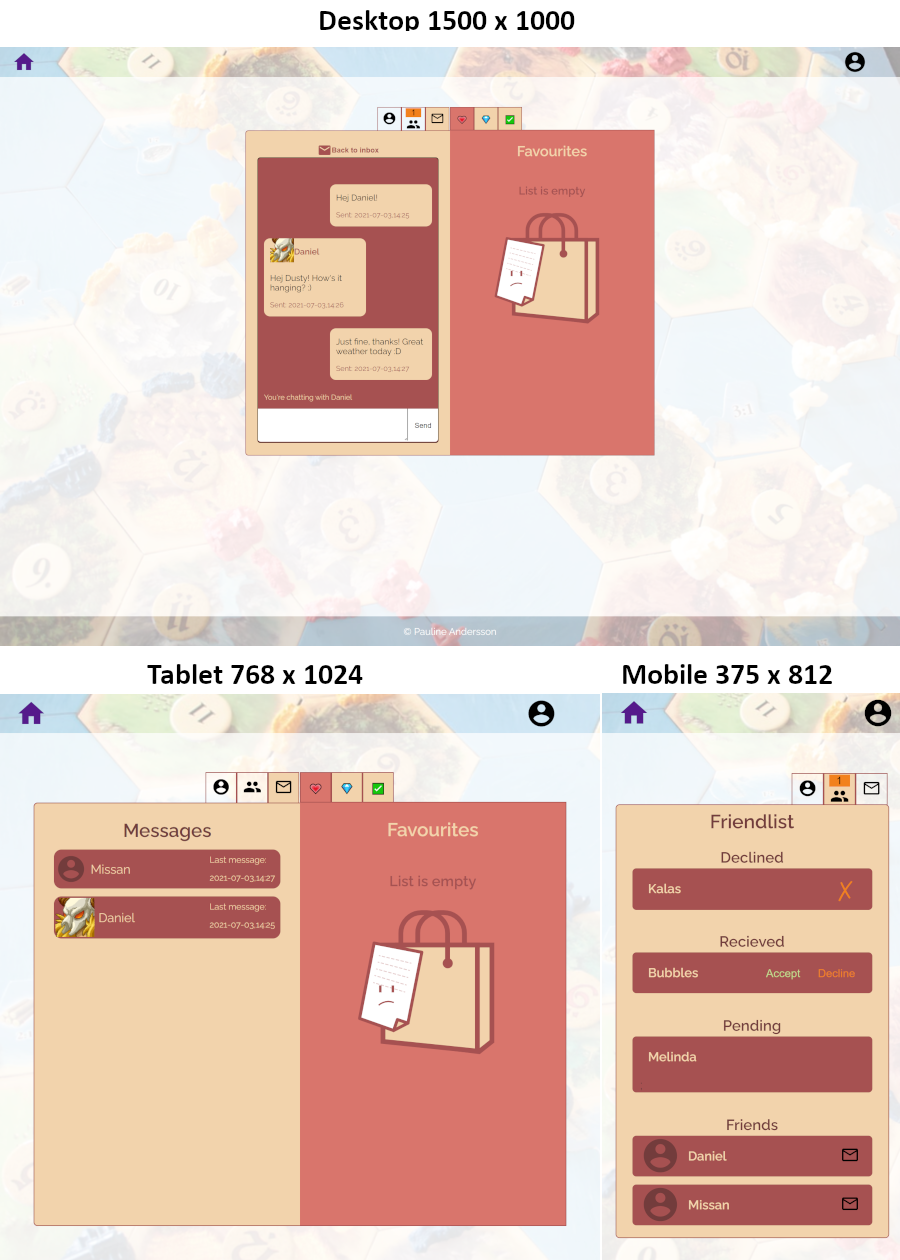 Desktop 1500 x 1000
1
Back to inbox
Favourites
List is empty
Hej Daniel!
Sent: 2021-07-03,14:25
Daniel
Hej Dusty! How's it
hanging? :)
Sent: 2021-07-03,14:26
Just fine, thanks! Great
weather today :D
Sent: 2021-07-03,14:27
You're chatting with Daniel
Send
© Pauline Andersson
Tablet 768 x 1024
Messages
Missan
Last message:
2021-07-03,14:27
Daniel
Last message:
2021-07-03,14:25
Favourites
List is empty
Mobile 375 x 812
1
Friendlist
Declined
Kalas
X
Recieved
Bubbles Accept Decline
Pending
Melinda
Friends
Daniel
Missan